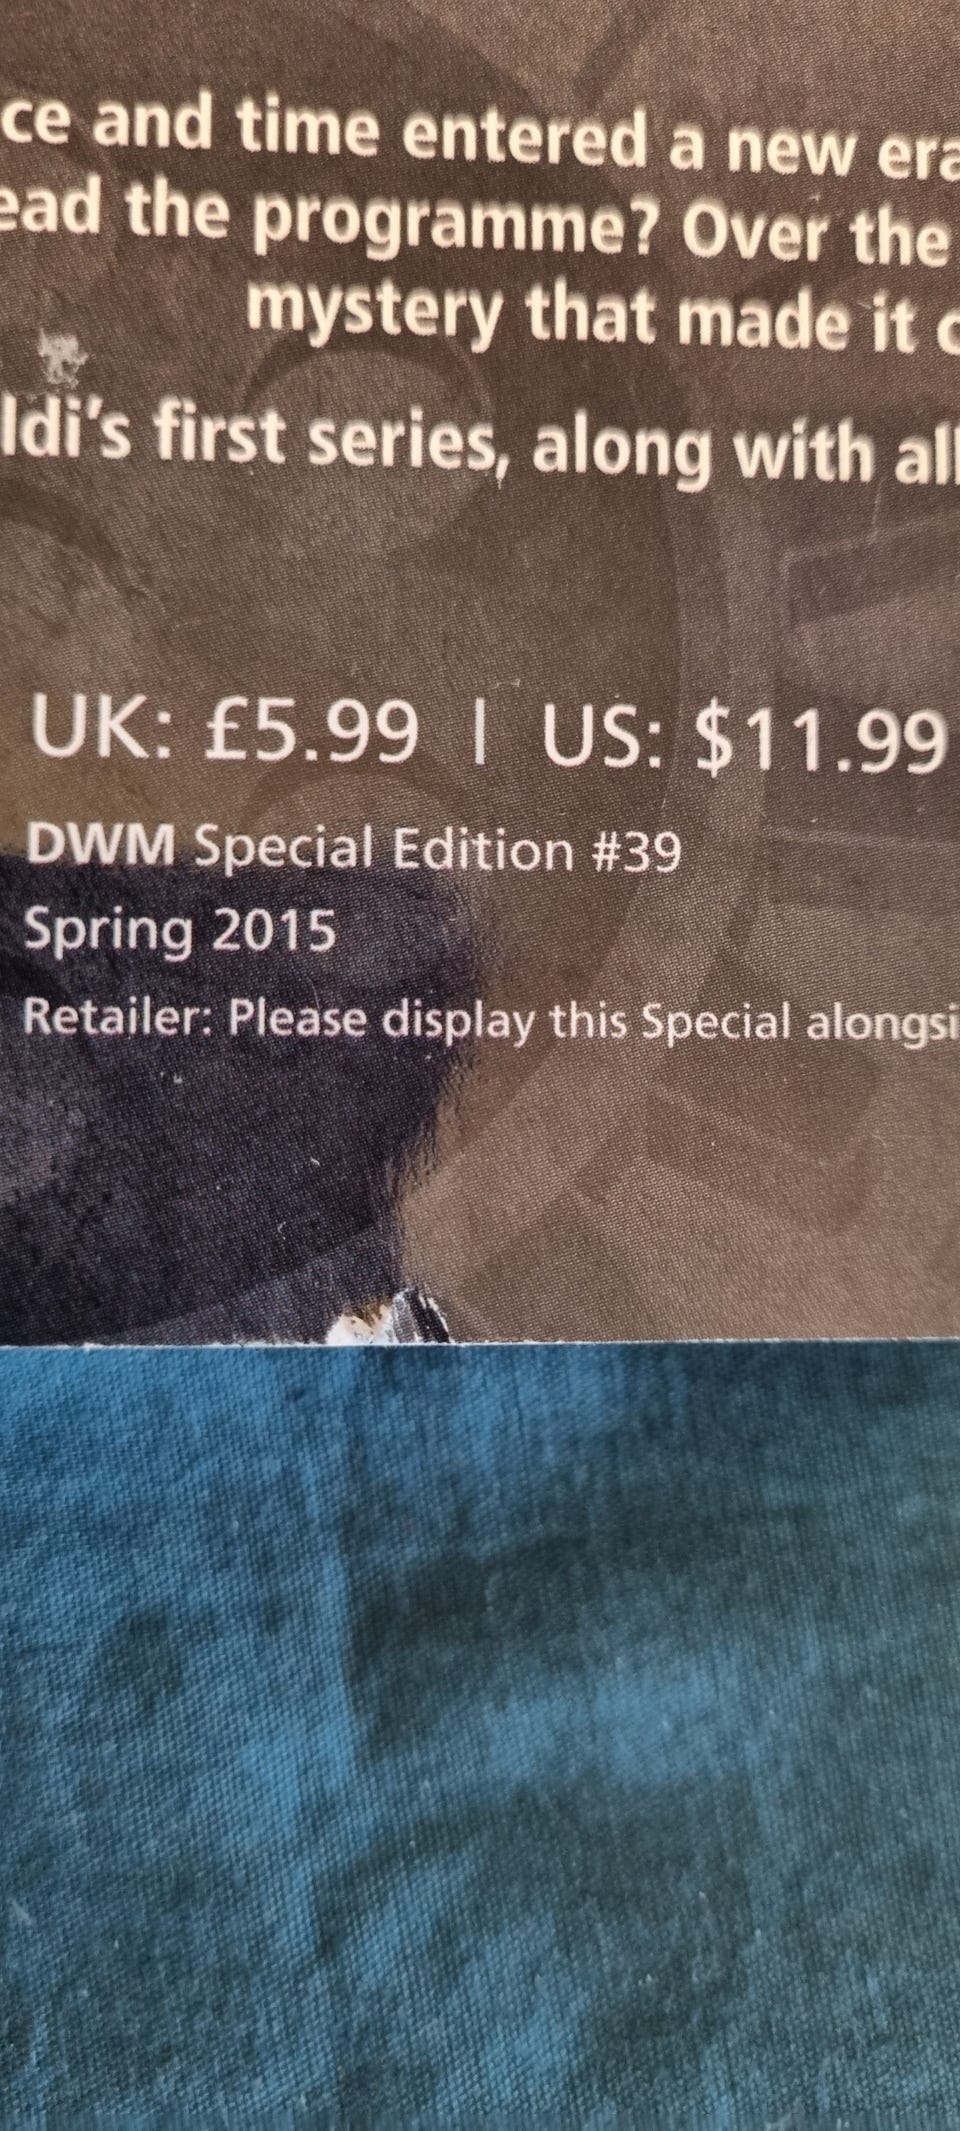 ce and time entered a new era
ead the programme? Over the
mystery that made it c
ldi's first series, along with all
UK: £5.99 | US: $11.99
DWM Special Edition #39
Spring 2015
Retailer: Please display this Special alongsi